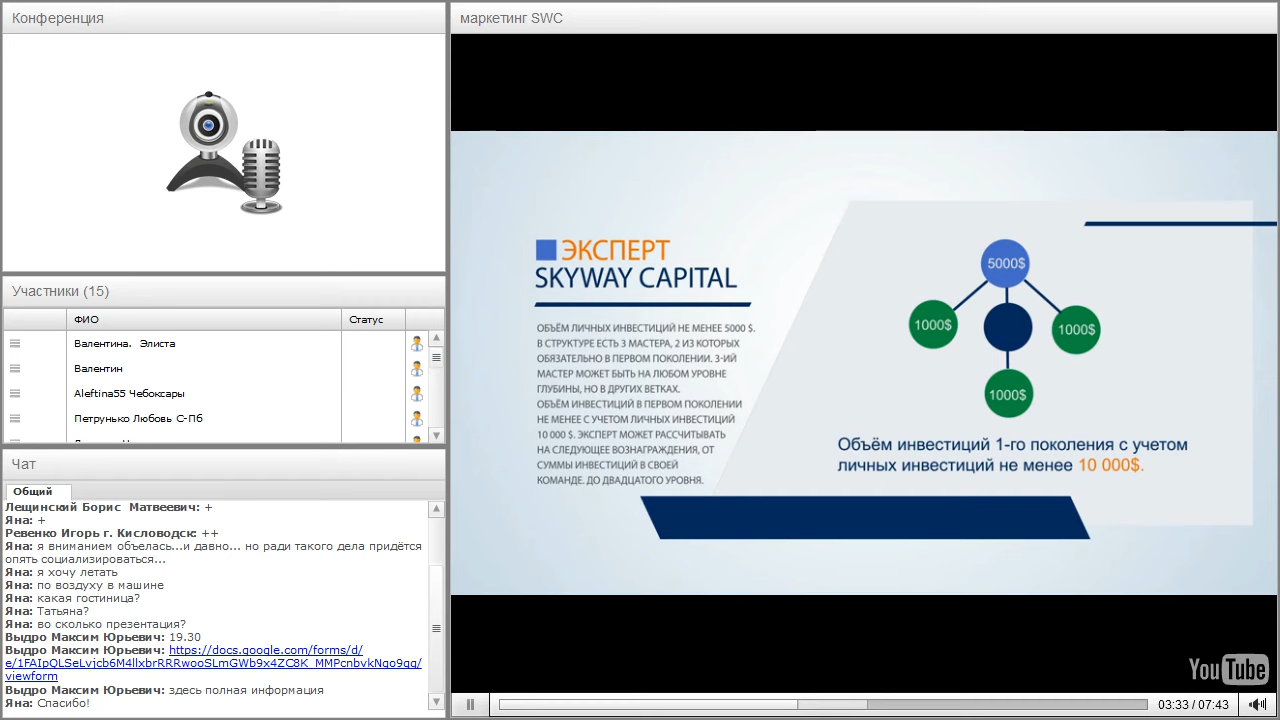 Конференция
Участники (15)
ФИО Статус
Валентина. Элиста
Валентин
Aleftina55 Чебоксары
Петрунько Любовь С-Пб
Чат
Общий
Лещинский Борис Матвеевич: +
Яна: +
Ревенко Игорь г. Кисловодск: ++
Яна: я вниманием объелась...и давно... но ради такого дела придётся
опять социализироваться...
Яна: я хочу летать
Яна: по воздуху в машине
Яна: какая гостиница?
Яна: Татьяна?
Яна: во сколько презентация?
Выдро Максим Юрьевич: 19.30
Выдро Максим Юрьевич: https://docs.google.com/forms/d/
viewform
Выдро Максим Юрьевич: здесь полная информация
Яна: Спасибо!
маркетинг SWC
ЭКСПЕРТ
SKYWAY CAPITAL
ОБЪЁМ ЛИЧНЫХ ИНВЕСТИЦИЙ НЕ МЕНЕЕ 5000 $.
В СТРУКТУРЕ ЕСТЬ 3 МАСТЕРА, 2 ИЗ КОТОРЫХ
ОБЯЗАТЕЛЬНО В ПЕРВОМ ПОКОЛЕНИИ. 3-ИЙ
МАСТЕР МОЖЕТ БЫТЬ НА ЛЮБОМ УРОВНЕ
ГЛУБИНЫ, НО В ДРУГИХ ВЕТКАХ.
ОБЪЁМ ИНВЕСТИЦИЙ В ПЕРВОМ ПОКОЛЕНИИ
НЕ МЕНЕЕ С УЧЕТОМ ЛИЧНЫХ ИНВЕСТИЦИЙ
10 000 $. ЭКСПЕРТ МОЖЕТ РАССЧИТЫВАТЬ
НА СЛЕДУЮЩЕЕ ВОЗНАГРАЖДЕНИЯ, ОТ
СУММЫ ИНВЕСТИЦИЙ В СВОЕЙ
КОМАНДЕ. ДО ДВАДЦАТОГО УРОВНЯ.
5000$
1000$ 1000$
1000$
Объём инвестиций 1-го поколения с учетом
личных инвестиций не менее 10 000$.
YouTube
03:33 / 07:43